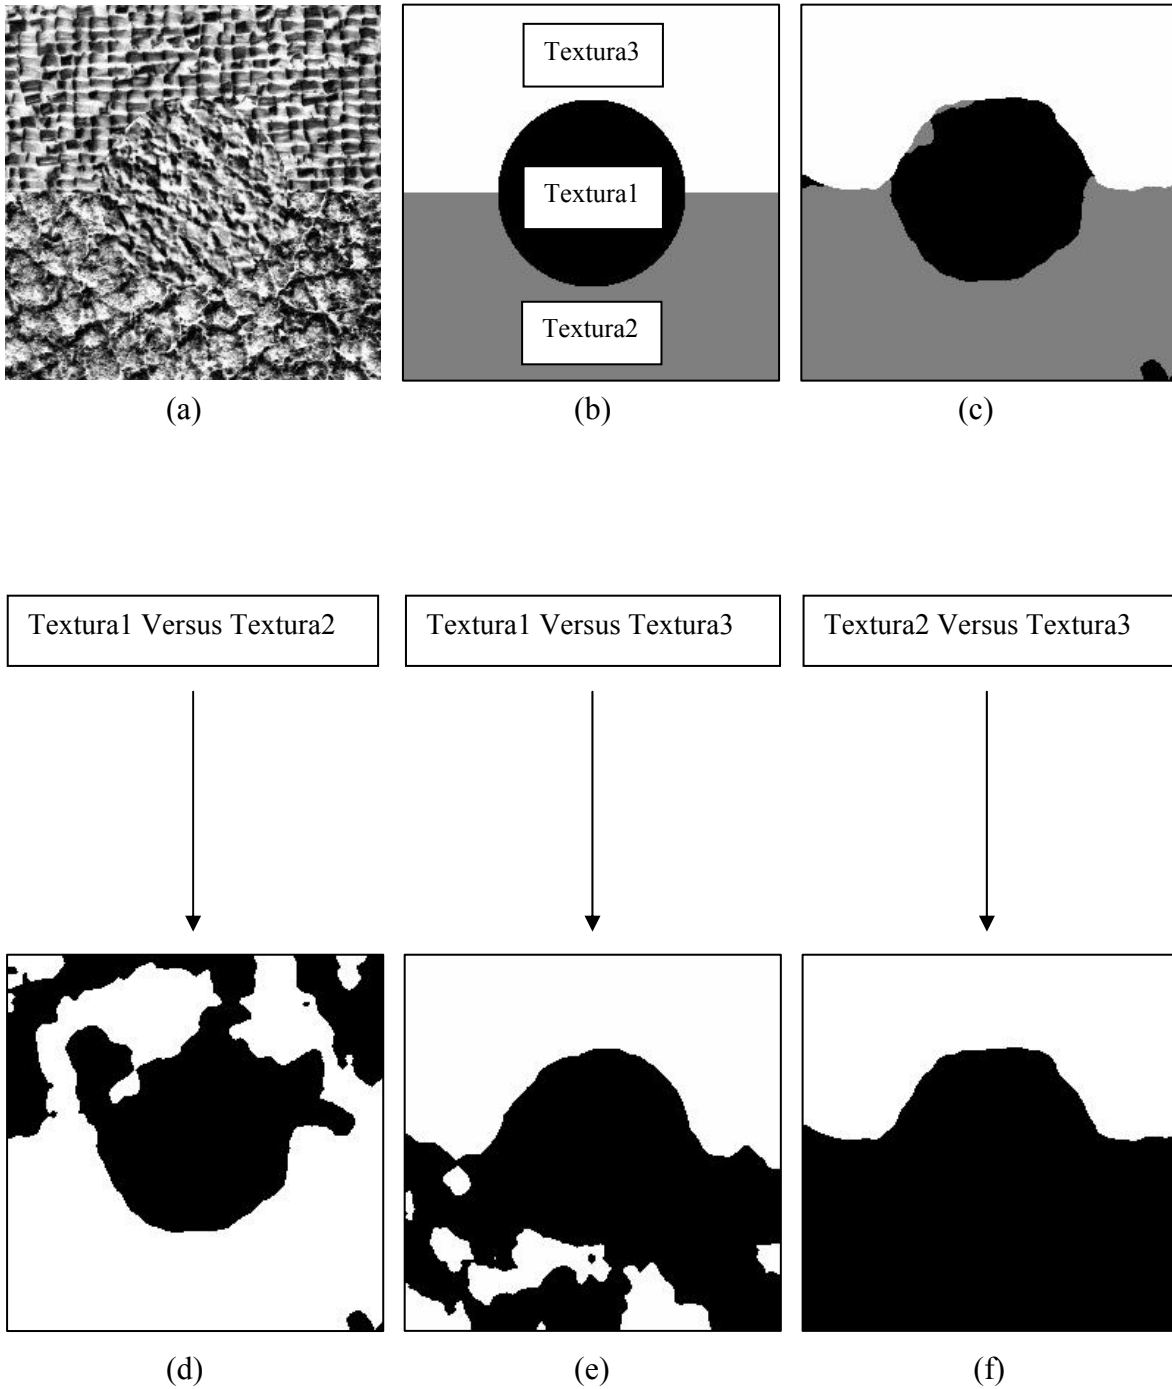 Textura3
Textura1
Textura2
(a)
(b)
(c)
Textura1 Versus Textura2
Textura1 Versus Textura3
Textura2 Versus Textura3
(d)
(e)
(f)